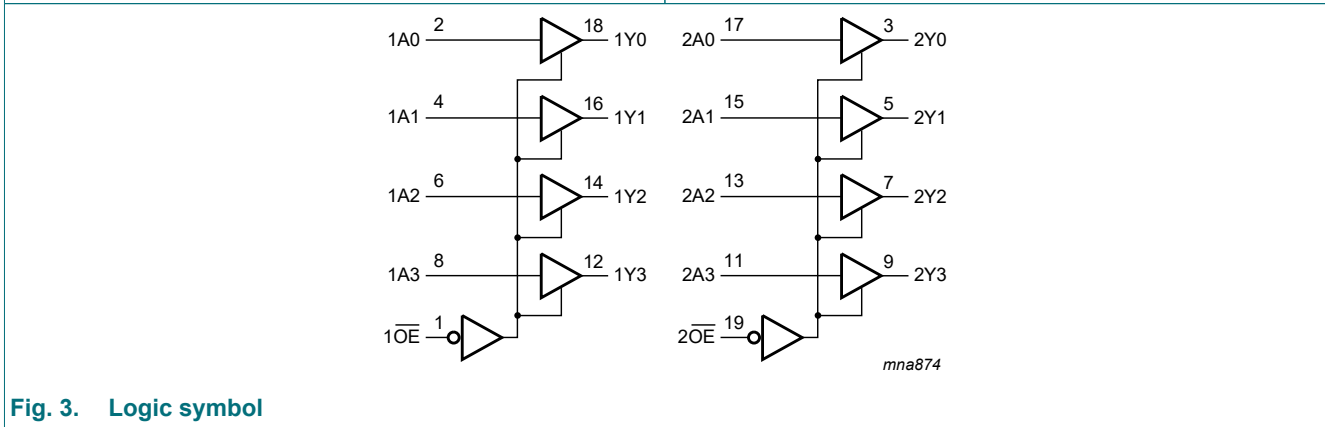 1A0 2 18 1Y0 2A0 17 3 2Y0
1A1 4 16 1Y1 2A1 15 5 2Y1
1A2 6 14 1Y2 2A2 13 7 2Y2
1A3 8 12 1Y3 2A3 11 9 2Y3
1O̅E̅ 1 2O̅E̅ 19
mna874
Fig. 3. Logic symbol